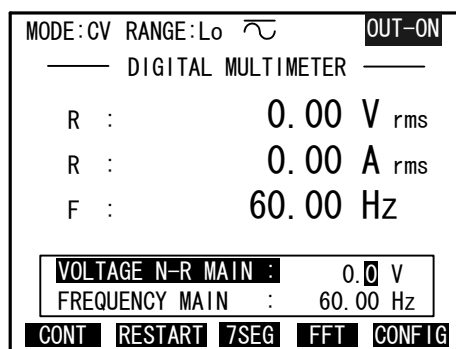 MODE:CV RANGE:Lo OUT-ON
DIGITAL MULTIMETER
R : 0.00 V rms
R : 0.00 A rms
F : 60.00 Hz
VOLTAGE N-R MAIN : 0.0 V
FREQUENCY MAIN : 60.00 Hz
CONT RESTART 7SEG FFT CONFIG